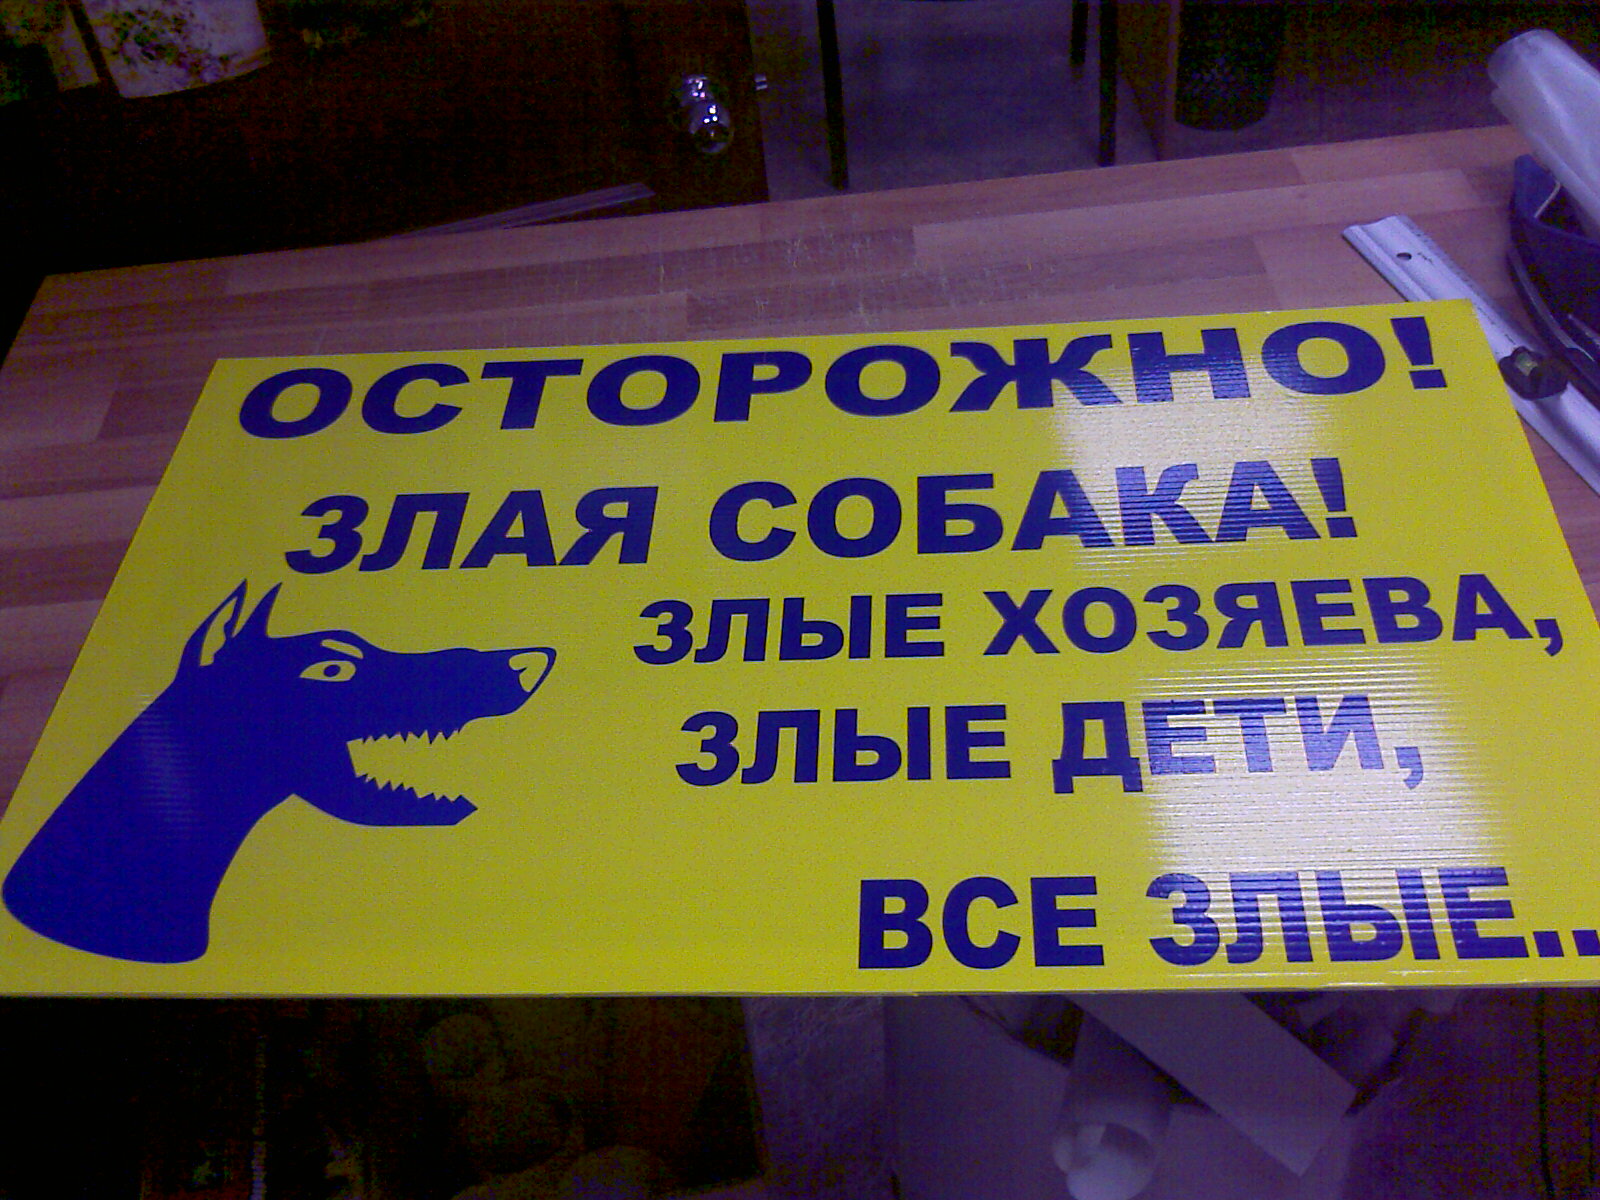 ОСТОРОЖНО!
ЗЛАЯ СОБАКА!
ЗЛЫЕ ХОЗЯЕВА,
ЗЛЫЕ ДЕТИ,
ВСЕ ЗЛЫЕ..